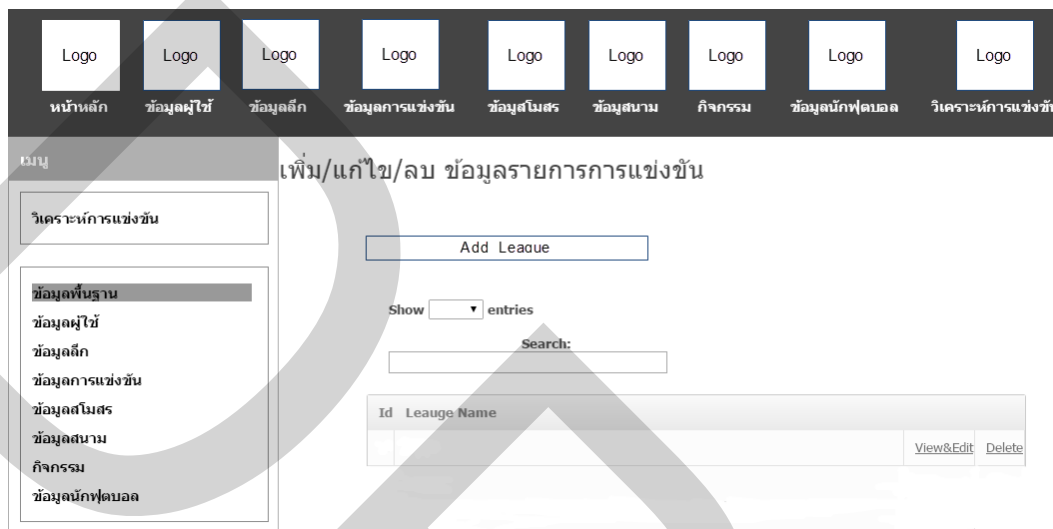 Logo Logo Logo Logo Logo Logo Logo Logo Logo
หน้าหลัก ข้อมูลผู้ใช้ ข้อมูลลีก ข้อมูลการแข่งขัน ข้อมูลสโมสร ข้อมูลสนาม กิจกรรม ข้อมูลนักฟุตบอล วิเคราะห์การแข่งขัน
เมนู
เพิ่ม/แก้ไข/ลบ ข้อมูลรายการการแข่งขัน
วิเคราะห์การแข่งขัน
Add League
ข้อมูลพื้นฐาน
ข้อมูลผู้ใช้
ข้อมูลลีก
ข้อมูลการแข่งขัน
ข้อมูลสโมสร
ข้อมูลสนาม
กิจกรรม
ข้อมูลนักฟุตบอล
Show entries
Search:
Id Leauge Name
View&Edit Delete